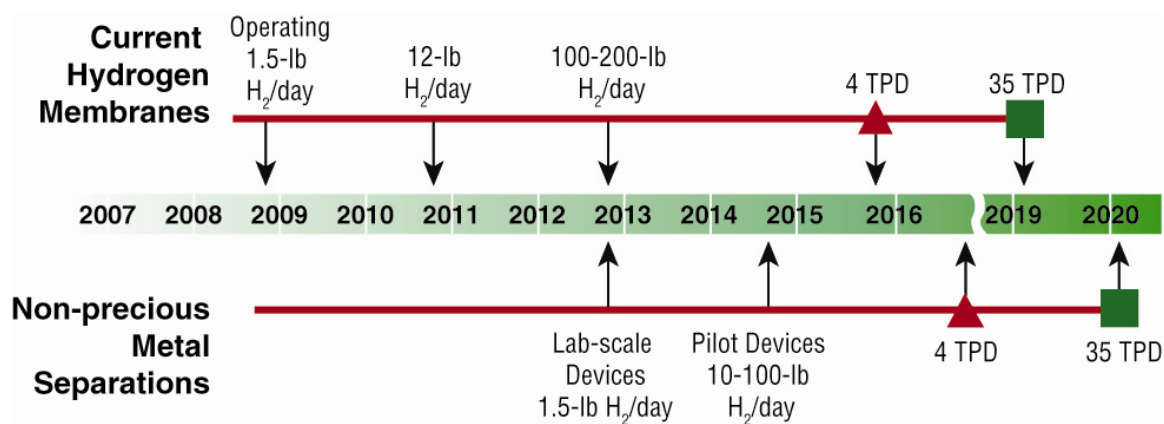 Current
Hydrogen
Membranes
Operating
1.5-lb
H₂/day
12-lb
H₂/day
100-200-lb
H₂/day
4 TPD
35 TPD
2007 2008 2009 2010 2011 2012 2013 2014 2015 2016 2019 2020
Non-precious
Metal
Separations
Lab-scale
Devices
1.5-lb H₂/day
Pilot Devices
10-100-lb
H₂/day
4 TPD
35 TPD